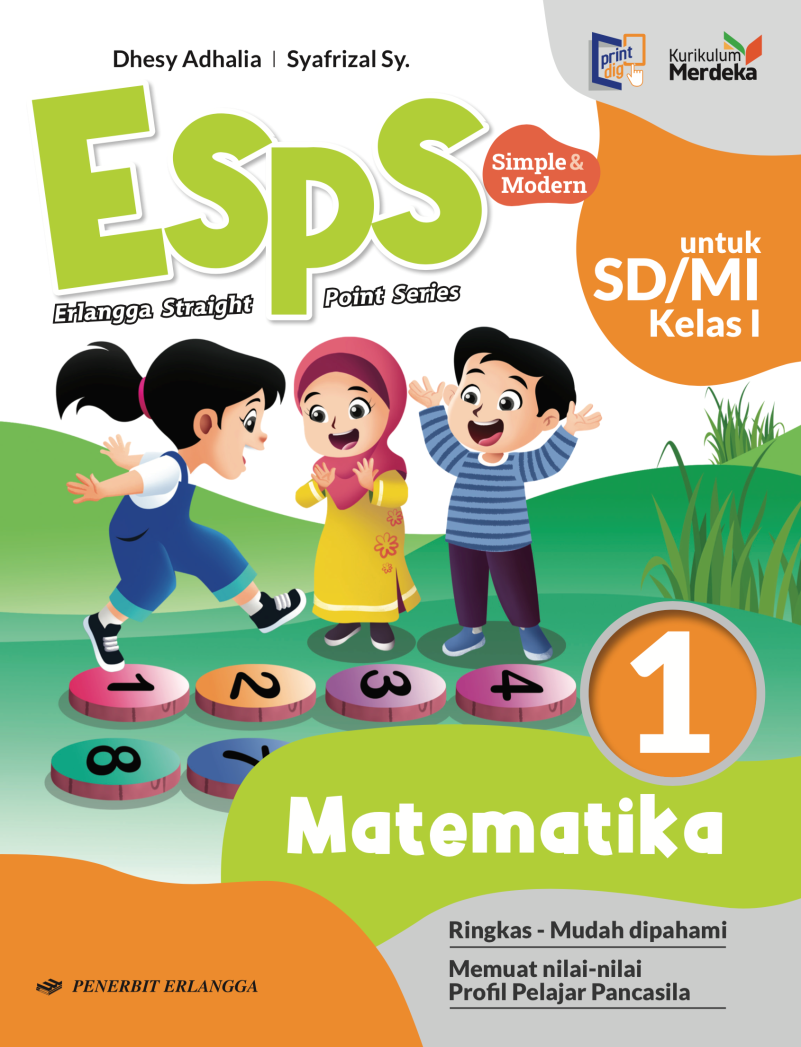 Dhesy Adhalia | Syafrizal Sy.
print
dig
Kurikulum
Merdeka
ESPS
Simple &
Modern
Erlangga Straight Point Series
untuk
SD/MI
Kelas I
1 2 3 4
8 7
1
Matematika
Ringkas - Mudah dipahami
Memuat nilai-nilai
Profil Pelajar Pancasila
PENERBIT ERLANGGA